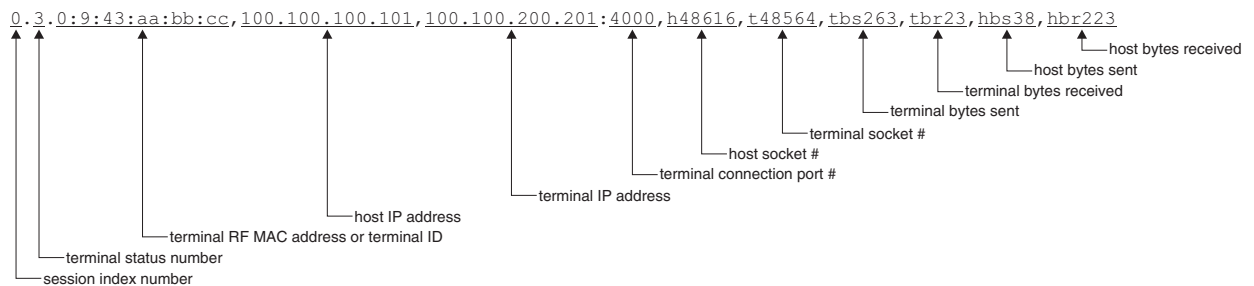 0.3.0:9:43:aa:bb:cc,100.100.100.101,100.100.200.201:4000,h48616,t48564,tbs263,tbr23,hbs38,hbr223
host bytes received
host bytes sent
terminal bytes received
terminal bytes sent
terminal socket #
host socket #
terminal connection port #
terminal IP address
host IP address
terminal RF MAC address or terminal ID
terminal status number
session index number